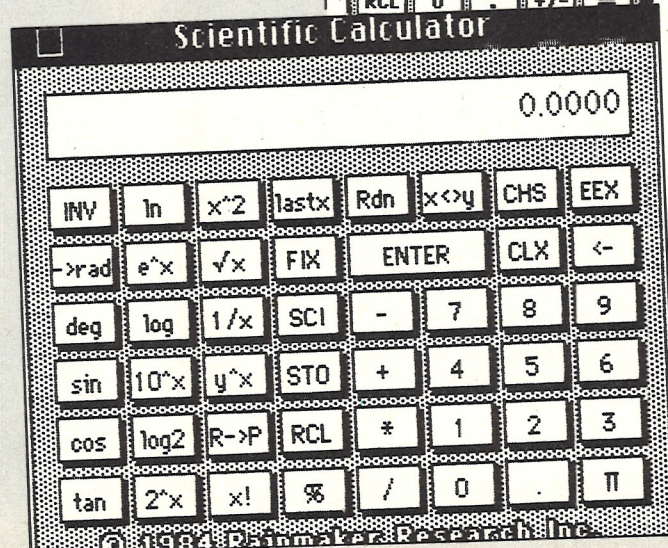 RCL 0 . +/- =
Scientific Calculator
0.0000
INV ln x^2 lastx Rdn x<>y CHS EEX
->rad e^x √x FIX ENTER CLX <-
deg log 1/x SCI - 7 8 9
sin 10^x y^x STO + 4 5 6
cos log2 R->P RCL * 1 2 3
tan 2^x x! % / 0 . π
© 1984 Rainmaker Research Inc.